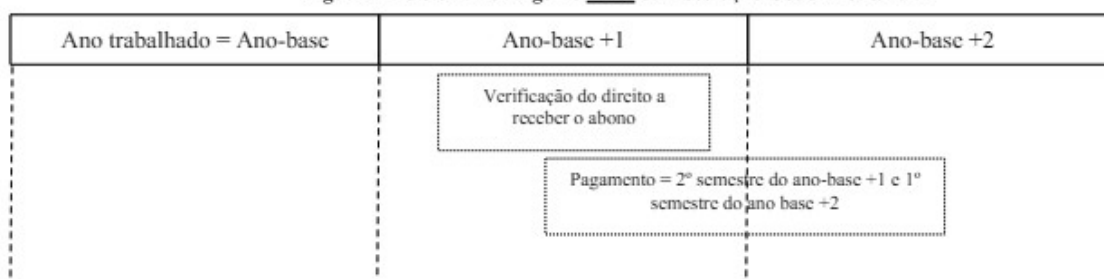 Ano trabalhado = Ano-base
Ano-base +1
Ano-base +2
Verificação do direito a
receber o abono
Pagamento = 2º semestre do ano-base +1 e 1º
semestre do ano base +2